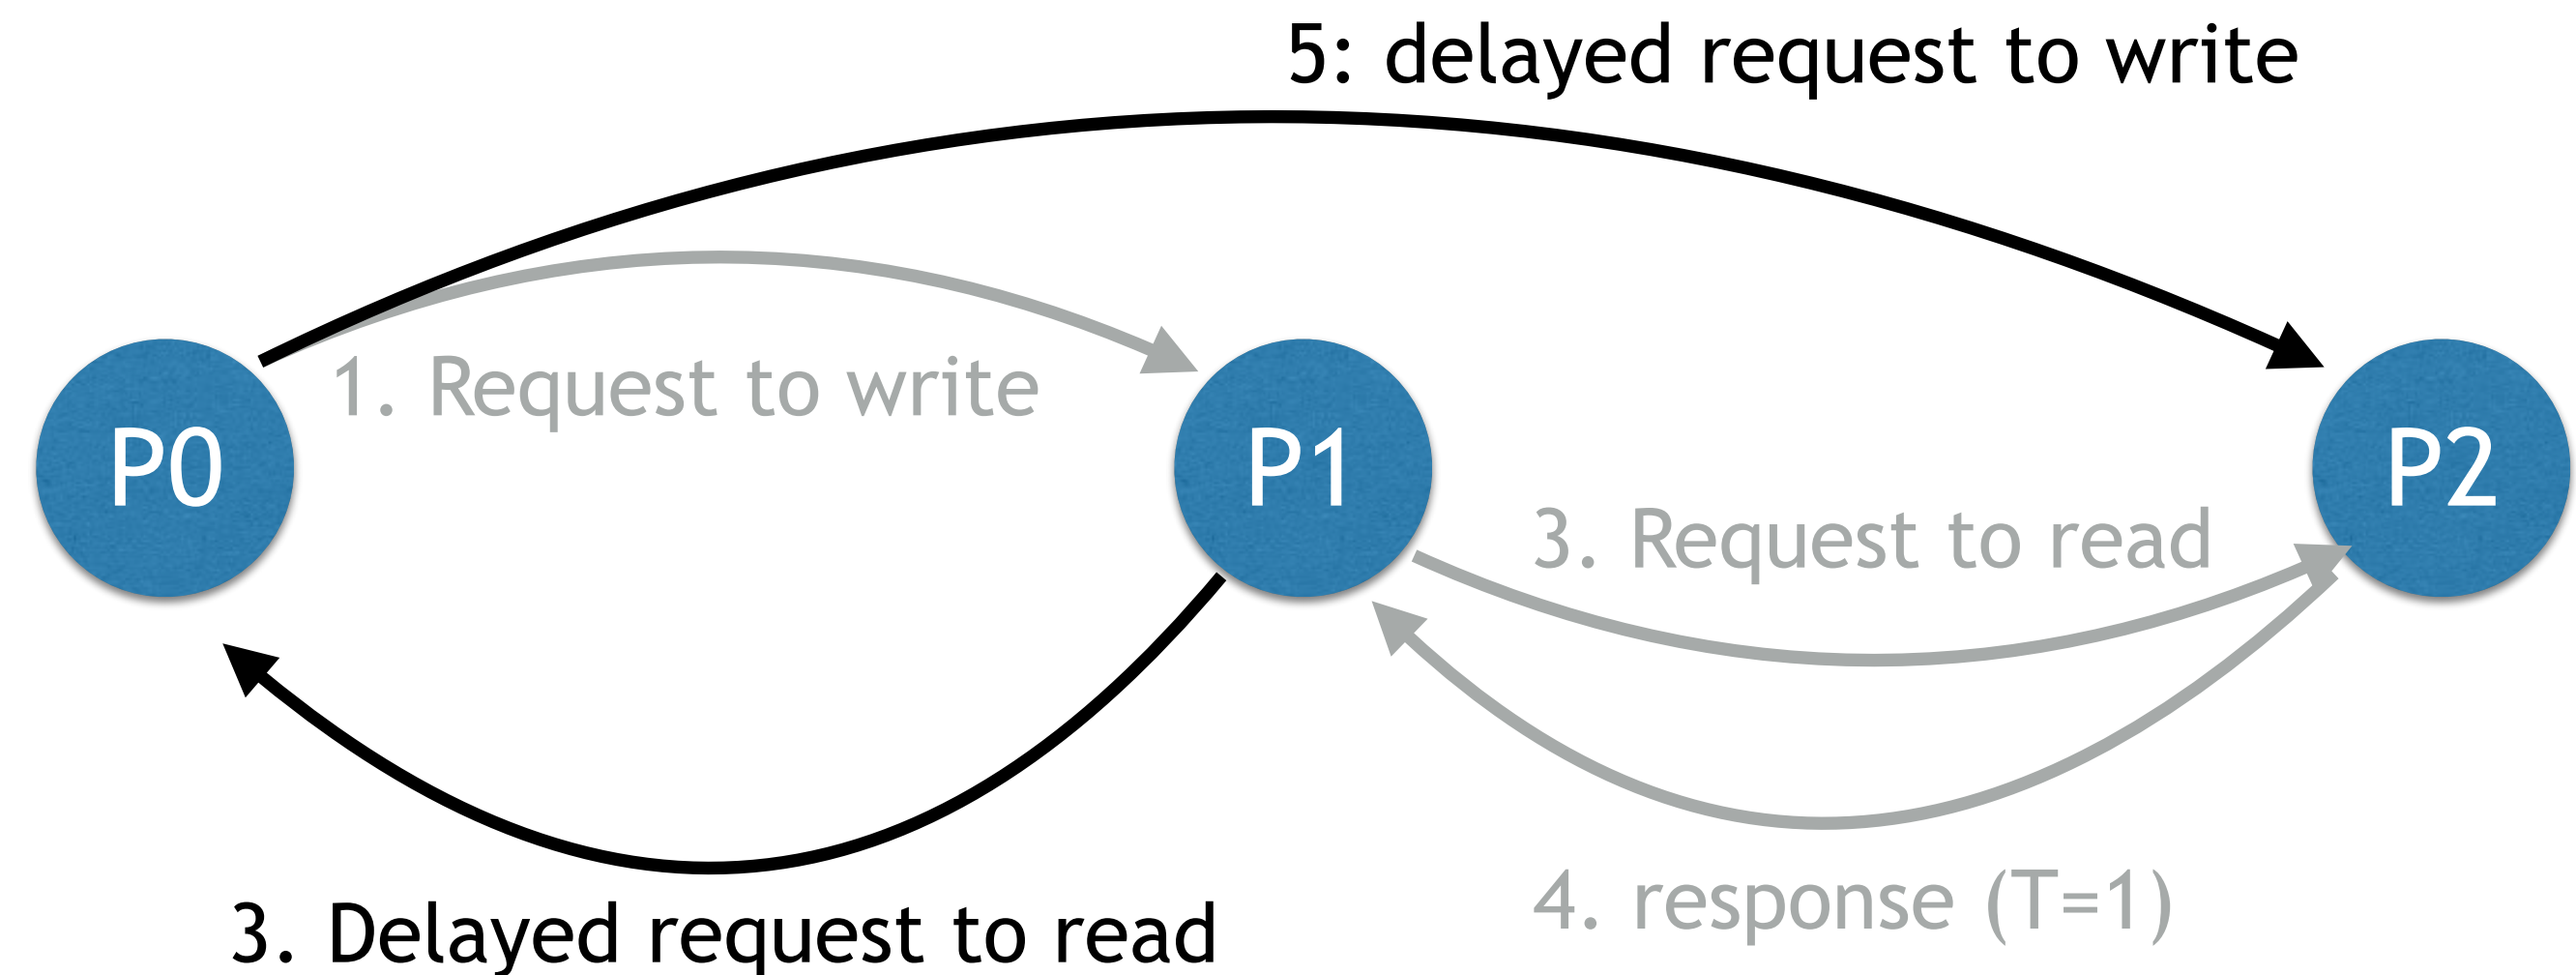 5: delayed request to write
1. Request to write
P0
P1
P2
3. Request to read
4. response (T=1)
3. Delayed request to read